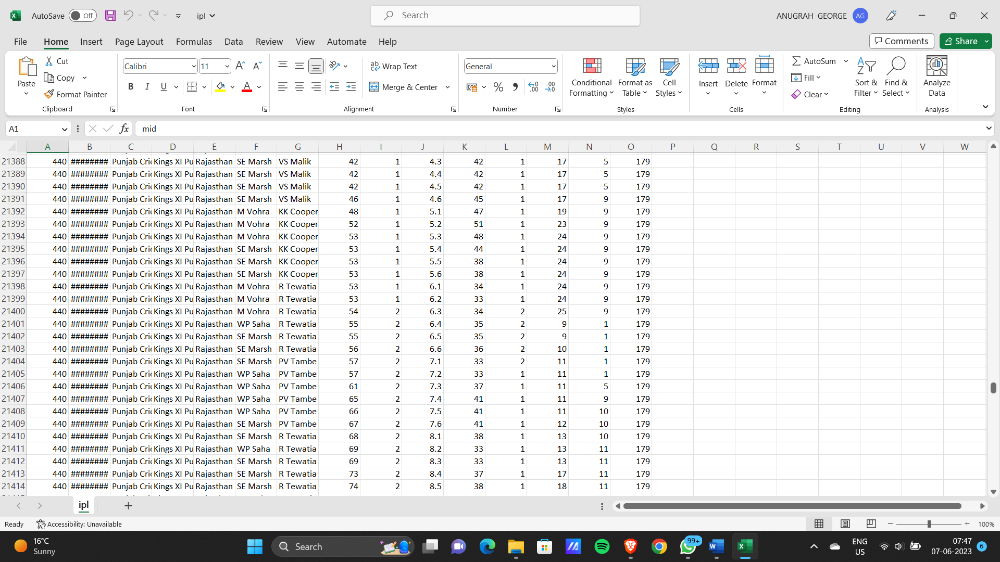 AutoSave Off ipl Search ANUGRAH GEORGE AG
File Home Insert Page Layout Formulas Data Review View Automate Help Comments Share
Paste Cut Copy Format Painter Clipboard
Calibri 11 B I U A Font
Wrap Text Merge & Center Alignment
General % Number
Conditional Formatting Format as Table Cell Styles Styles
Insert Delete Format Cells
AutoSum Fill Clear Sort & Filter Find & Select Editing
Analyze Data Analysis
A1 fx mid
A B C D E F G H I J K L M N O P Q R S T U V W
21388 440 ######## Punjab Cri Kings XI Pu Rajasthan SE Marsh VS Malik 42 1 4.3 42 1 17 5 179
21389 440 ######## Punjab Cri Kings XI Pu Rajasthan SE Marsh VS Malik 42 1 4.4 42 1 17 5 179
21390 440 ######## Punjab Cri Kings XI Pu Rajasthan SE Marsh VS Malik 42 1 4.5 42 1 17 5 179
21391 440 ######## Punjab Cri Kings XI Pu Rajasthan SE Marsh VS Malik 46 1 4.6 45 1 17 9 179
21392 440 ######## Punjab Cri Kings XI Pu Rajasthan M Vohra KK Cooper 48 1 5.1 47 1 19 9 179
21393 440 ######## Punjab Cri Kings XI Pu Rajasthan M Vohra KK Cooper 52 1 5.2 51 1 23 9 179
21394 440 ######## Punjab Cri Kings XI Pu Rajasthan M Vohra KK Cooper 53 1 5.3 48 1 24 9 179
21395 440 ######## Punjab Cri Kings XI Pu Rajasthan SE Marsh KK Cooper 53 1 5.4 44 1 24 9 179
21396 440 ######## Punjab Cri Kings XI Pu Rajasthan SE Marsh KK Cooper 53 1 5.5 38 1 24 9 179
21397 440 ######## Punjab Cri Kings XI Pu Rajasthan SE Marsh KK Cooper 53 1 5.6 38 1 24 9 179
21398 440 ######## Punjab Cri Kings XI Pu Rajasthan M Vohra R Tewatia 53 1 6.1 34 1 24 9 179
21399 440 ######## Punjab Cri Kings XI Pu Rajasthan M Vohra R Tewatia 53 1 6.2 33 1 24 9 179
21400 440 ######## Punjab Cri Kings XI Pu Rajasthan M Vohra R Tewatia 54 2 6.3 34 2 25 9 179
21401 440 ######## Punjab Cri Kings XI Pu Rajasthan WP Saha R Tewatia 55 2 6.4 35 2 9 1 179
21402 440 ######## Punjab Cri Kings XI Pu Rajasthan SE Marsh R Tewatia 55 2 6.5 35 2 9 1 179
21403 440 ######## Punjab Cri Kings XI Pu Rajasthan SE Marsh R Tewatia 56 2 6.6 36 2 10 1 179
21404 440 ######## Punjab Cri Kings XI Pu Rajasthan SE Marsh PV Tambe 57 2 7.1 33 2 11 1 179
21405 440 ######## Punjab Cri Kings XI Pu Rajasthan WP Saha PV Tambe 57 2 7.2 33 1 11 1 179
21406 440 ######## Punjab Cri Kings XI Pu Rajasthan WP Saha PV Tambe 61 2 7.3 37 1 11 5 179
21407 440 ######## Punjab Cri Kings XI Pu Rajasthan WP Saha PV Tambe 65 2 7.4 41 1 11 9 179
21408 440 ######## Punjab Cri Kings XI Pu Rajasthan WP Saha PV Tambe 66 2 7.5 41 1 11 10 179
21409 440 ######## Punjab Cri Kings XI Pu Rajasthan SE Marsh PV Tambe 67 2 7.6 41 1 12 10 179
21410 440 ######## Punjab Cri Kings XI Pu Rajasthan SE Marsh R Tewatia 68 2 8.1 38 1 13 10 179
21411 440 ######## Punjab Cri Kings XI Pu Rajasthan WP Saha R Tewatia 69 2 8.2 33 1 13 11 179
21412 440 ######## Punjab Cri Kings XI Pu Rajasthan SE Marsh R Tewatia 69 2 8.3 33 1 13 11 179
21413 440 ######## Punjab Cri Kings XI Pu Rajasthan SE Marsh R Tewatia 73 2 8.4 37 1 17 11 179
21414 440 ######## Punjab Cri Kings XI Pu Rajasthan SE Marsh R Tewatia 74 2 8.5 38 1 18 11 179
ipl
Ready Accessibility: Unavailable 100%
16°C Sunny Search 99+ ENG US 07:47 07-06-2023 6